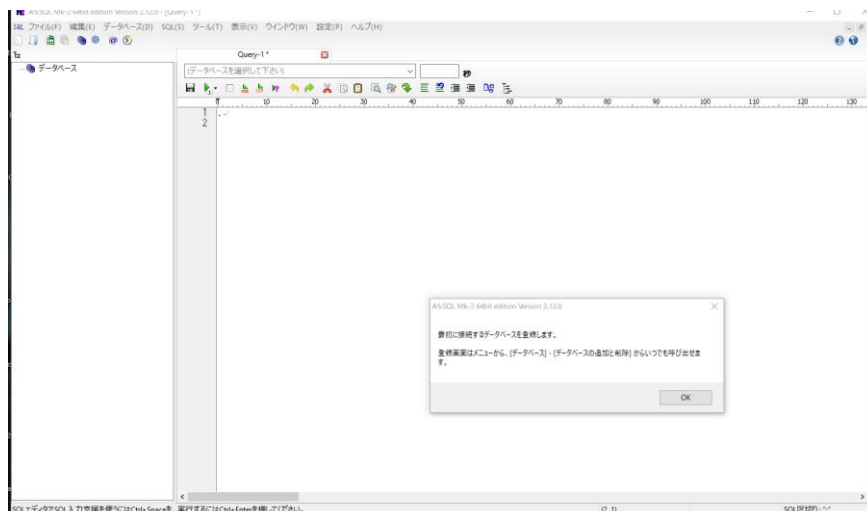 A5:SQL Mk-2 64bit edition Version 2.12.0 - [Query-1 *]
ファイル(F) 編集(E) データベース(D) SQL(S) ツール(T) 表示(V) ウインドウ(W) 設定(P) ヘルプ(H)
Query-1 *
データベース
(データベースを選択して下さい)
秒
0 10 20 30 40 50 60 70 80 90 100 110 120 130
1
2
A5:SQL Mk-2 64bit edition Version 2.12.0
最初に接続するデータベースを登録します。
登録画面はメニューから、[データベース] - [データベースの追加と削除] からいつでも呼び出せま
す。
OK
SQLエディタでSQL入力支援を使うにはCtrl+Spaceを、実行するにはCtrl+Enterを押してください。
(2, 1)